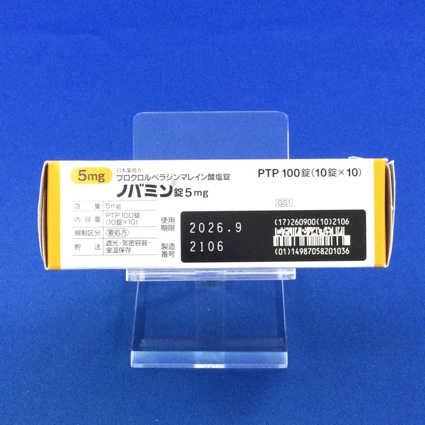 5mg
日本薬局方
プロクロルペラジンマレイン酸塩錠
ノバミン錠5mg
PTP 100錠(10錠×10)
含量 5mg
内容量 PTP100錠
(10錠×10)
規制区分 (要処方)
貯法 遮光・気密容器・
室温保存
使用
期限 2026.9
製造
番号 2106
GS1
(17)260900(10)2106
(01)14987058201036